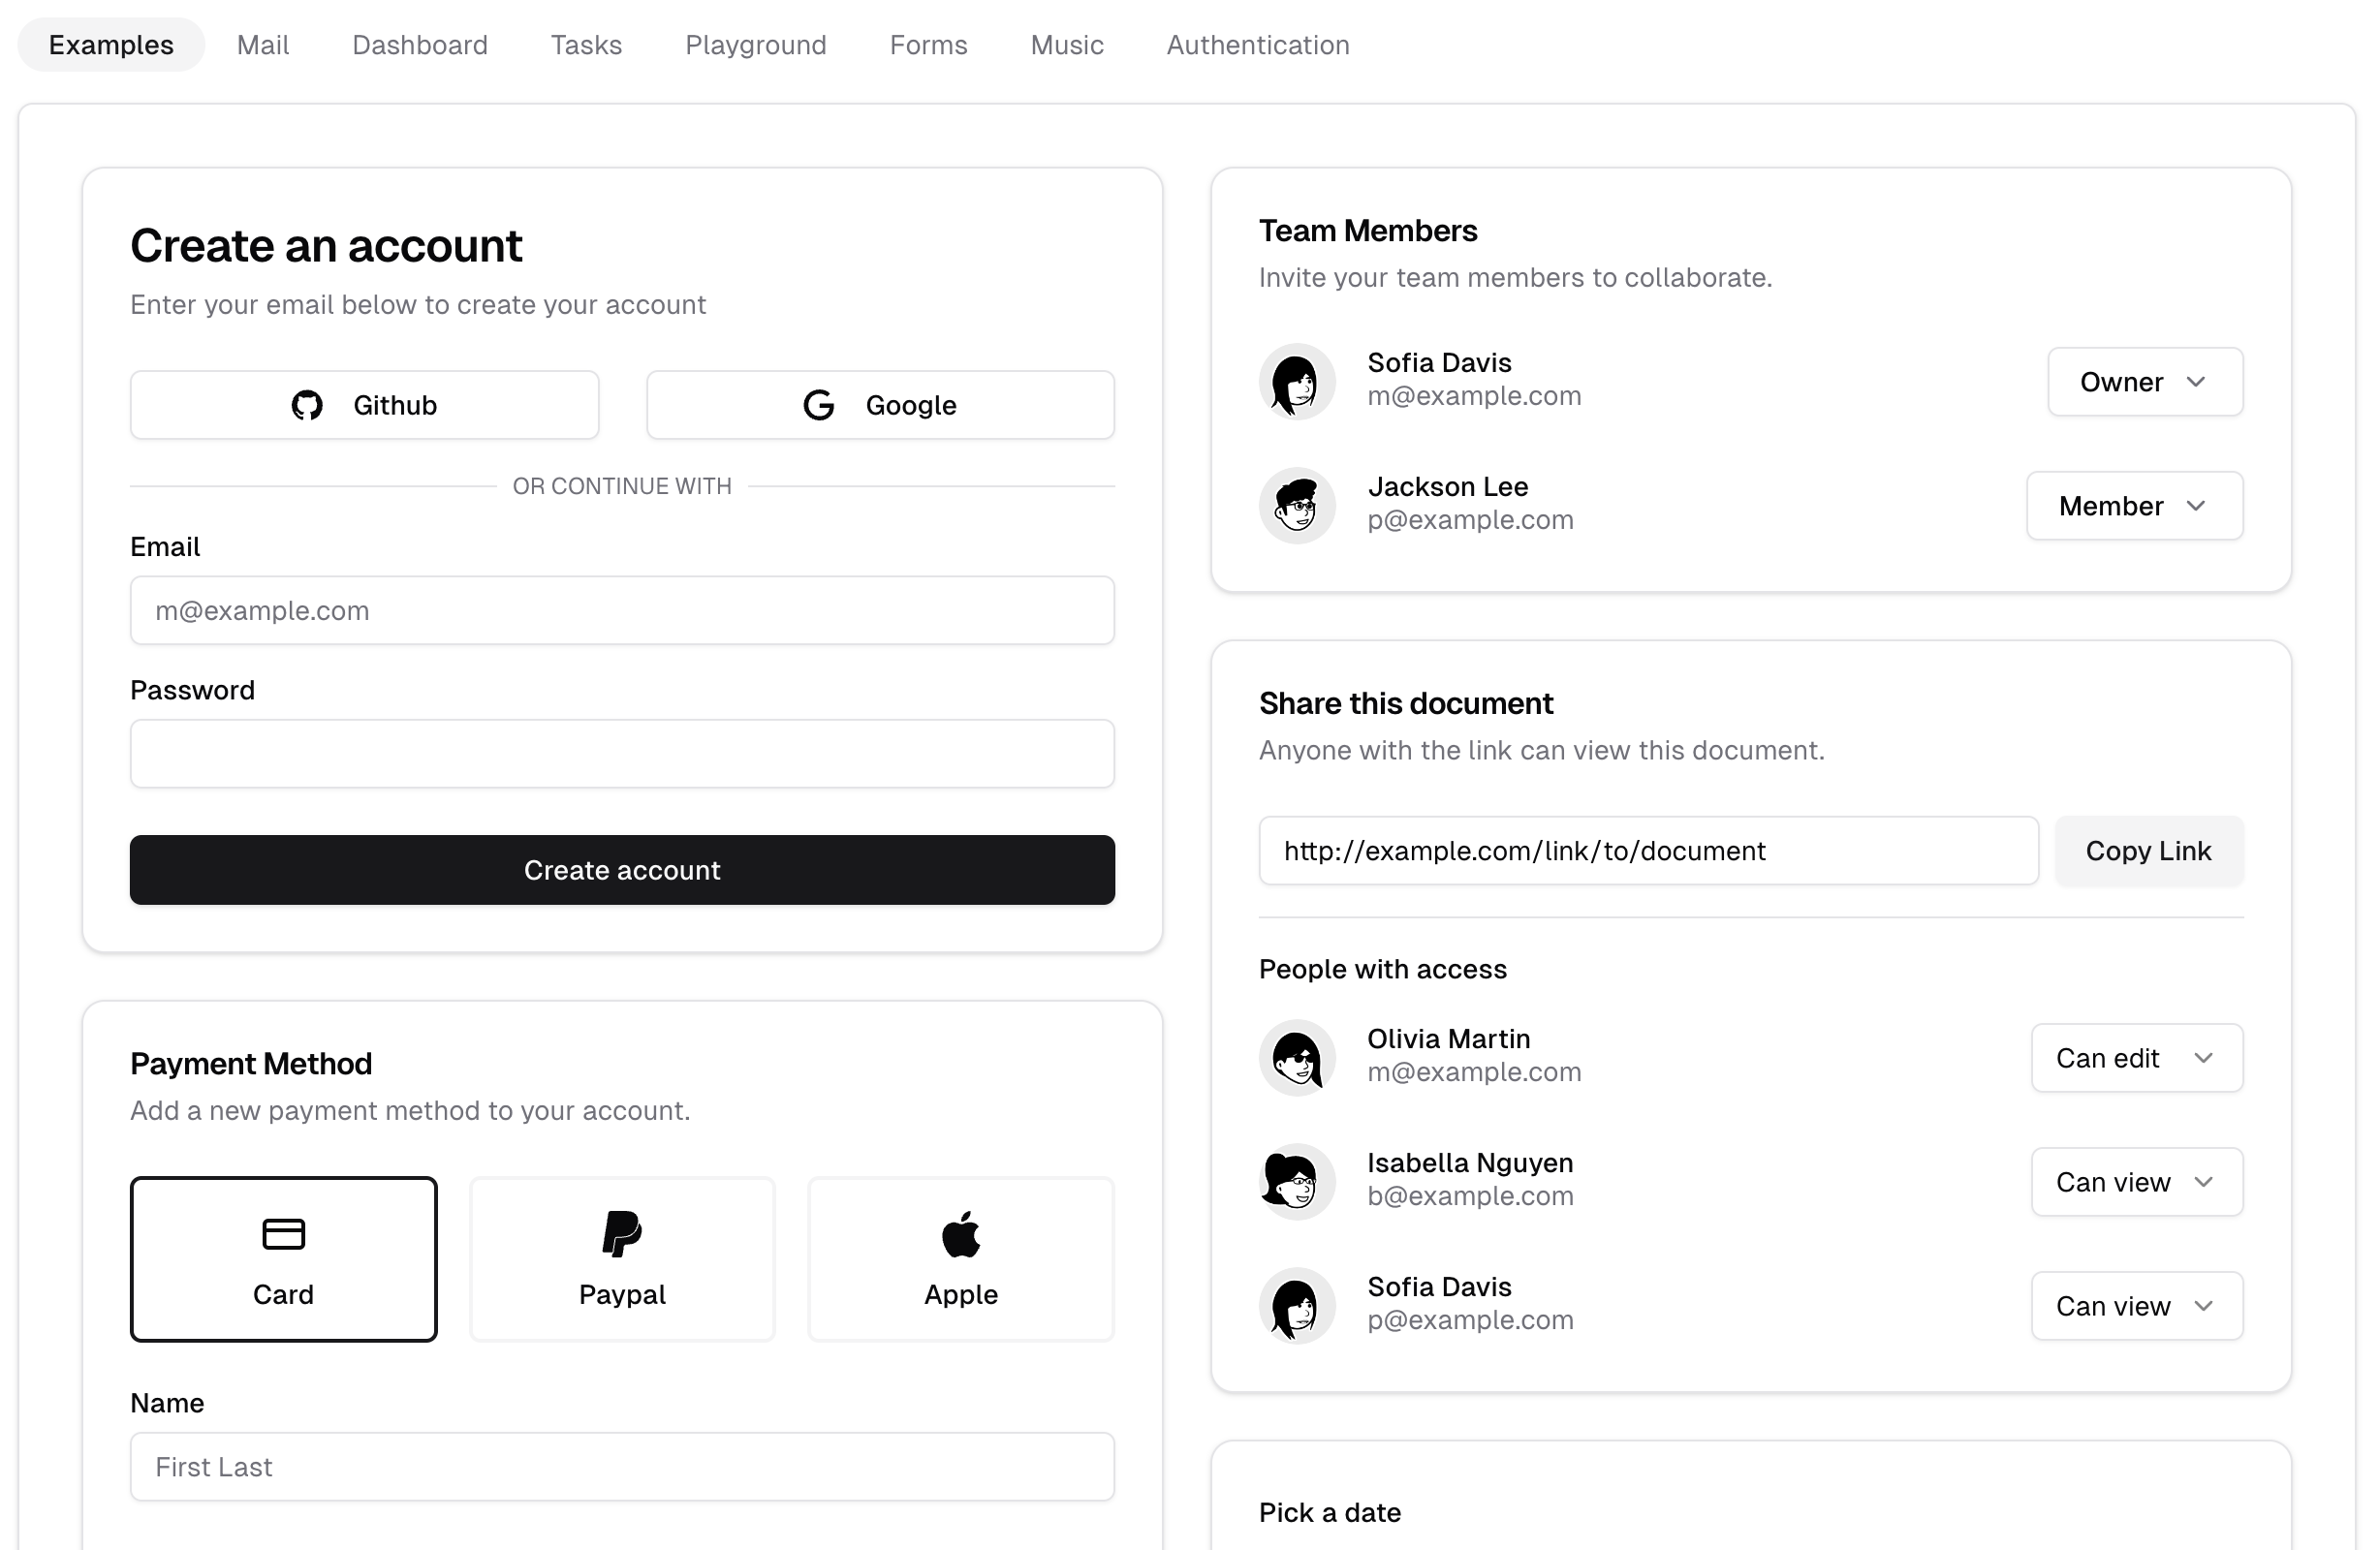 Examples
Mail
Dashboard
Tasks
Playground
Forms
Music
Authentication
Create an account
Enter your email below to create your account
Github
Google
OR CONTINUE WITH
Email
m@example.com
Password
Create account
Payment Method
Add a new payment method to your account.
Card
Paypal
Apple
Name
First Last
Team Members
Invite your team members to collaborate.
Sofia Davis
m@example.com
Owner
Jackson Lee
p@example.com
Member
Share this document
Anyone with the link can view this document.
http://example.com/link/to/document
Copy Link
People with access
Olivia Martin
m@example.com
Can edit
Isabella Nguyen
b@example.com
Can view
Sofia Davis
p@example.com
Can view
Pick a date